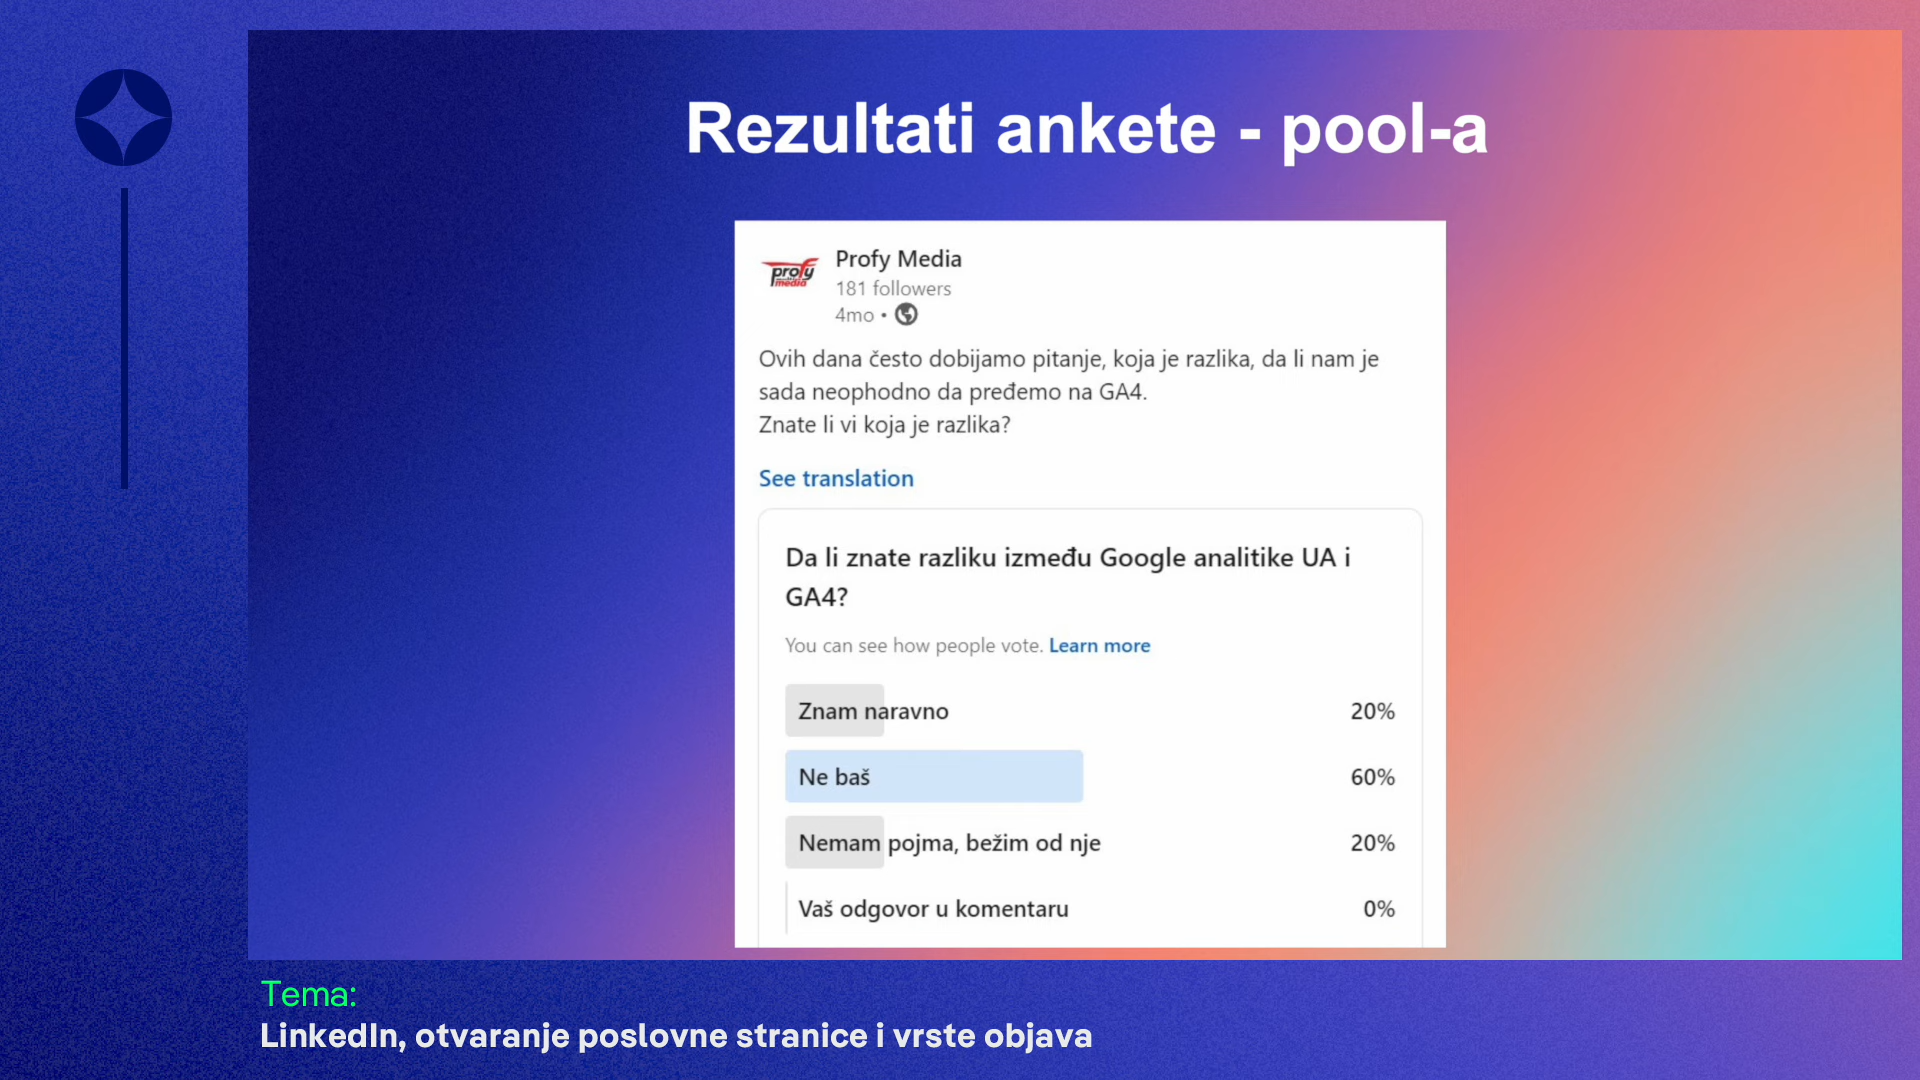 Rezultati ankete - pool-a
profy
media
Profy Media
181 followers
4mo •
Ovih dana često dobijamo pitanje, koja je razlika, da li nam je
sada neophodno da pređemo na GA4.
Znate li vi koja je razlika?
See translation
Da li znate razliku između Google analitike UA i
GA4?
You can see how people vote. Learn more
Znam naravno 20%
Ne baš 60%
Nemam pojma, bežim od nje 20%
Vaš odgovor u komentaru 0%
Tema:
LinkedIn, otvaranje poslovne stranice i vrste objava